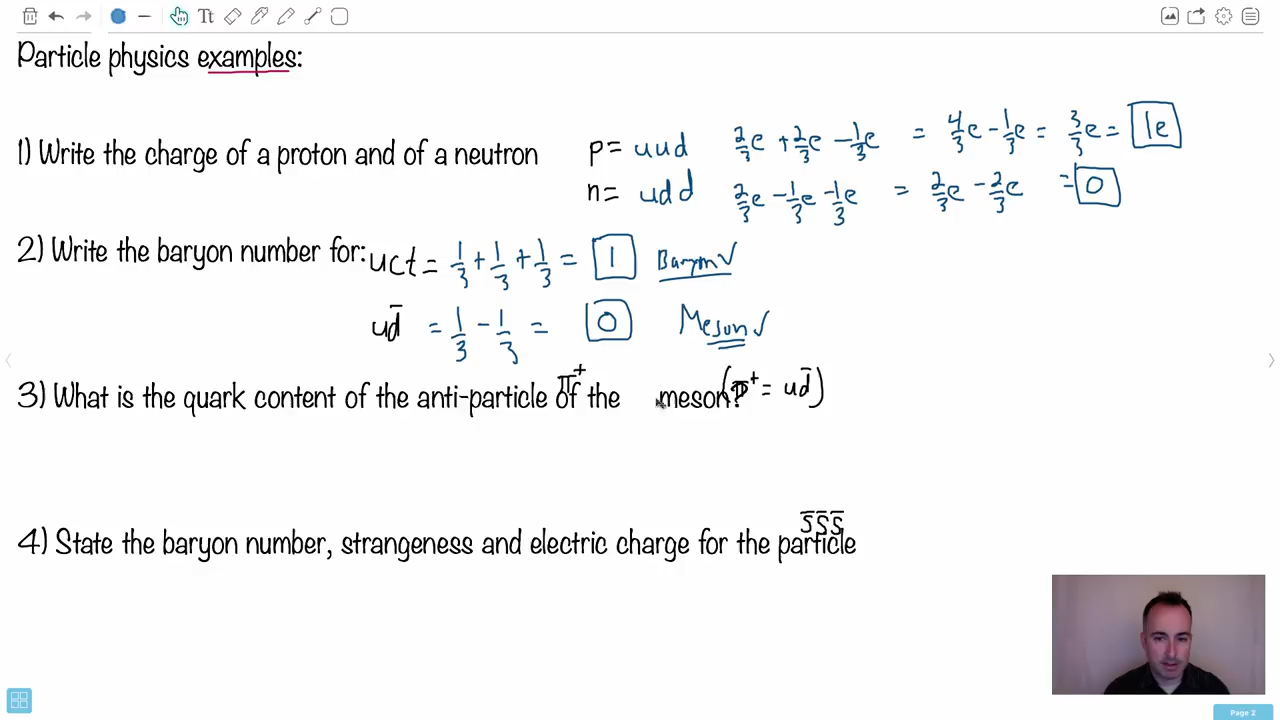 Tt
Particle physics examples:
1) Write the charge of a proton and of a neutron p = uud 2/3e + 2/3e - 1/3e = 4/3e - 1/3e = 3/3e = 1e
n = udd 2/3e - 1/3e - 1/3e = 2/3e - 2/3e = 0
2) Write the baryon number for: uct = 1/3 + 1/3 + 1/3 = 1 Baryon ✓
ud̄ = 1/3 - 1/3 = 0 Meson ✓
3) What is the quark content of the anti-particle of the π⁺ meson? (π⁺ = ud̄)
4) State the baryon number, strangeness and electric charge for the particle s̄s̄s̄
Page 2